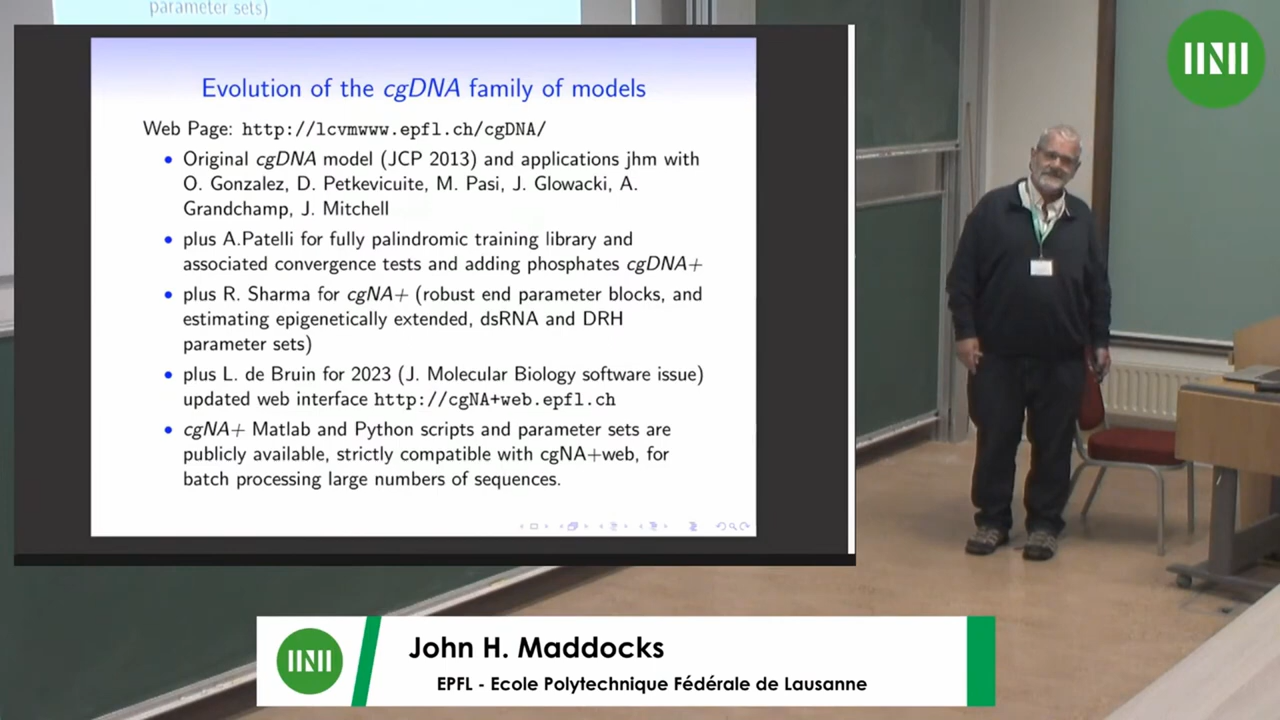 parameter sets)
Evolution of the cgDNA family of models
Web Page: http://lcvmwww.epfl.ch/cgDNA/
• Original cgDNA model (JCP 2013) and applications jhm with
O. Gonzalez, D. Petkevicuite, M. Pasi, J. Glowacki, A.
Grandchamp, J. Mitchell
• plus A.Patelli for fully palindromic training library and
associated convergence tests and adding phosphates cgDNA+
• plus R. Sharma for cgNA+ (robust end parameter blocks, and
estimating epigenetically extended, dsRNA and DRH
parameter sets)
• plus L. de Bruin for 2023 (J. Molecular Biology software issue)
updated web interface http://cgNA+web.epfl.ch
• cgNA+ Matlab and Python scripts and parameter sets are
publicly available, strictly compatible with cgNA+web, for
batch processing large numbers of sequences.
John H. Maddocks
EPFL - Ecole Polytechnique Fédérale de Lausanne